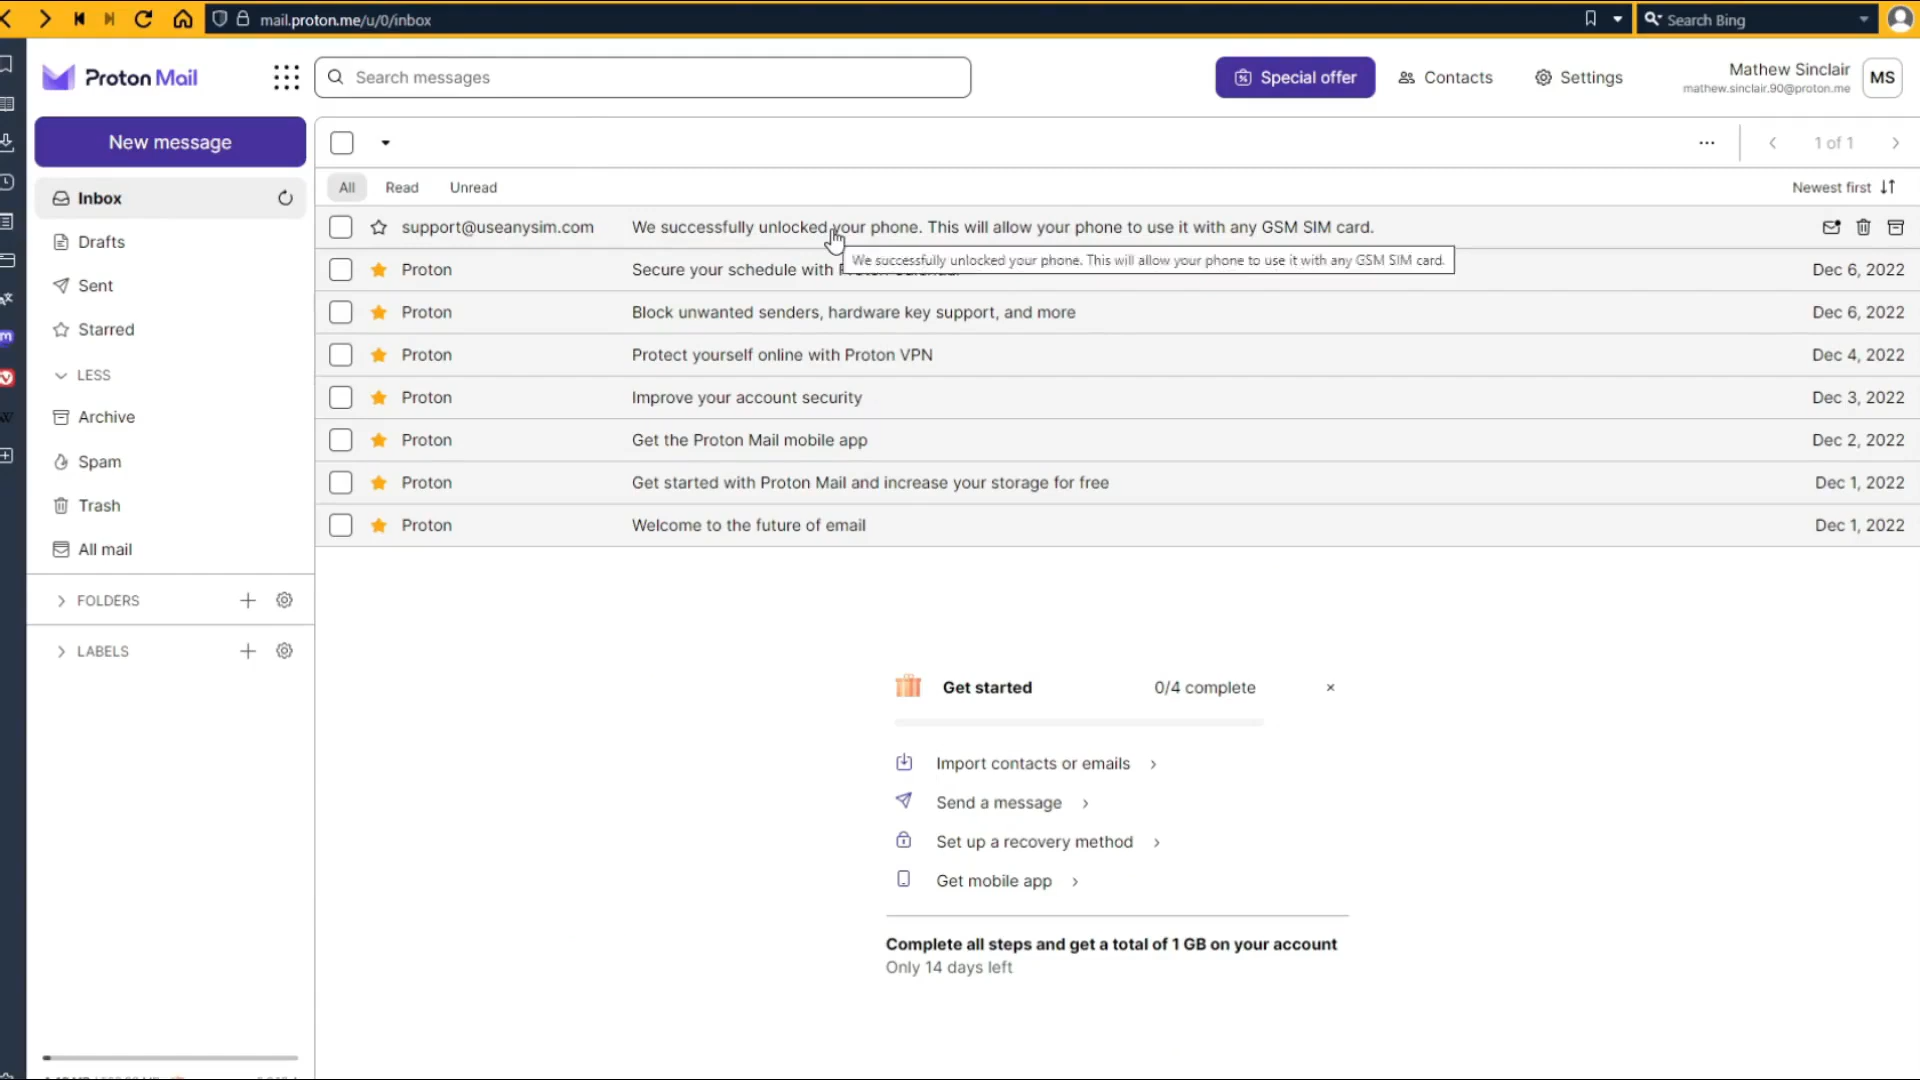 mail.proton.me/u/0/inbox
Search Bing
Proton Mail
Search messages
Special offer
Contacts
Settings
Mathew Sinclair
mathew.sinclair.90@proton.me
MS
New message
1 of 1
Inbox
All
Read
Unread
Newest first
support@useanysim.com We successfully unlocked your phone. This will allow your phone to use it with any GSM SIM card.
We successfully unlocked your phone. This will allow your phone to use it with any GSM SIM card.
Drafts
Proton Secure your schedule with Dec 6, 2022
Sent
Proton Block unwanted senders, hardware key support, and more Dec 6, 2022
Starred
Proton Protect yourself online with Proton VPN Dec 4, 2022
LESS
Proton Improve your account security Dec 3, 2022
Archive
Proton Get the Proton Mail mobile app Dec 2, 2022
Spam
Proton Get started with Proton Mail and increase your storage for free Dec 1, 2022
Trash
Proton Welcome to the future of email Dec 1, 2022
All mail
FOLDERS
LABELS
Get started 0/4 complete
Import contacts or emails
Send a message
Set up a recovery method
Get mobile app
Complete all steps and get a total of 1 GB on your account
Only 14 days left